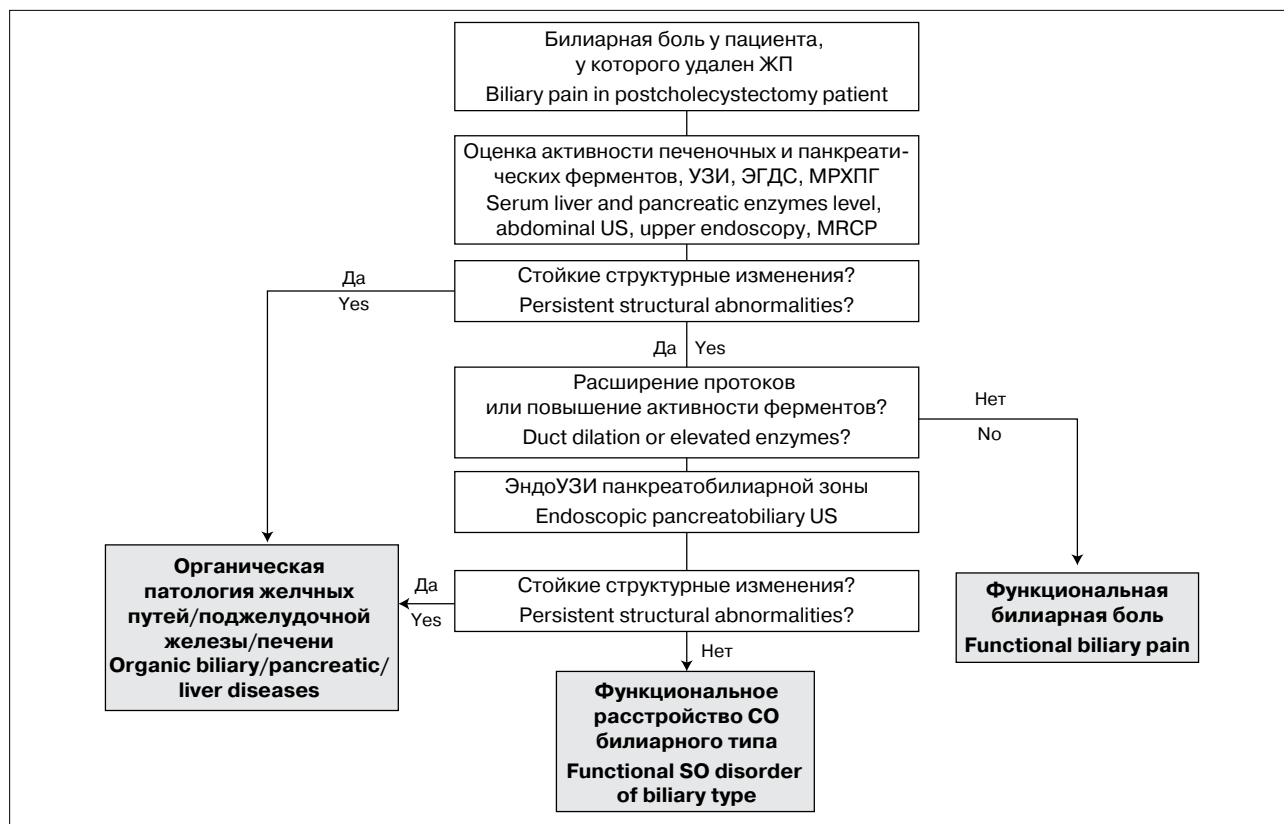 Билиарная боль у пациента,
у которого удален ЖП
Biliary pain in postcholecystectomy patient
Оценка активности печеночных и панкреати-
ческих ферментов, УЗИ, ЭГДС, МРХПГ
Serum liver and pancreatic enzymes level,
abdominal US, upper endoscopy, MRCP
Да
Yes
Стойкие структурные изменения?
Persistent structural abnormalities?
Да Yes
Расширение протоков
или повышение активности ферментов?
Duct dilation or elevated enzymes?
Нет
No
ЭндоУЗИ панкреатобилиарной зоны
Endoscopic pancreatobiliary US
Органическая
патология желчных
путей/поджелудочной
железы/печени
Organic biliary/pancreatic/
liver diseases
Да
Yes
Стойкие структурные изменения?
Persistent structural abnormalities?
Функциональная
билиарная боль
Functional biliary pain
Нет
Функциональное
расстройство СО
билиарного типа
Functional SO disorder
of biliary type